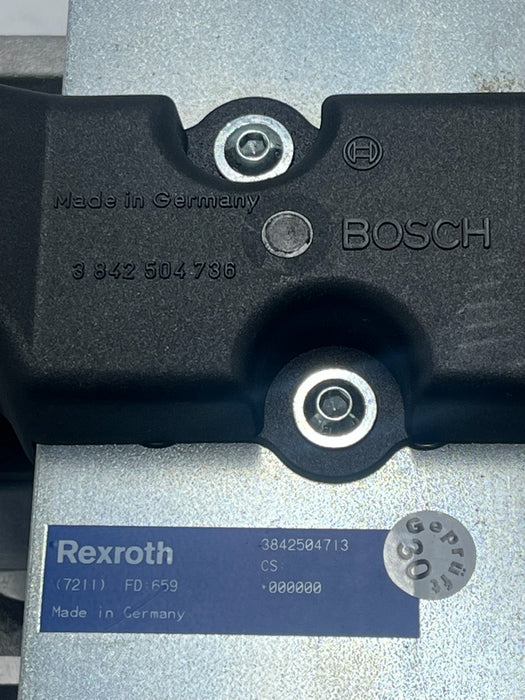 Made in Germany
BOSCH
3 842 504 736
Rexroth
3842504713
(7211) FD:659
CS:
*000000
Made in Germany
Geprüft
30